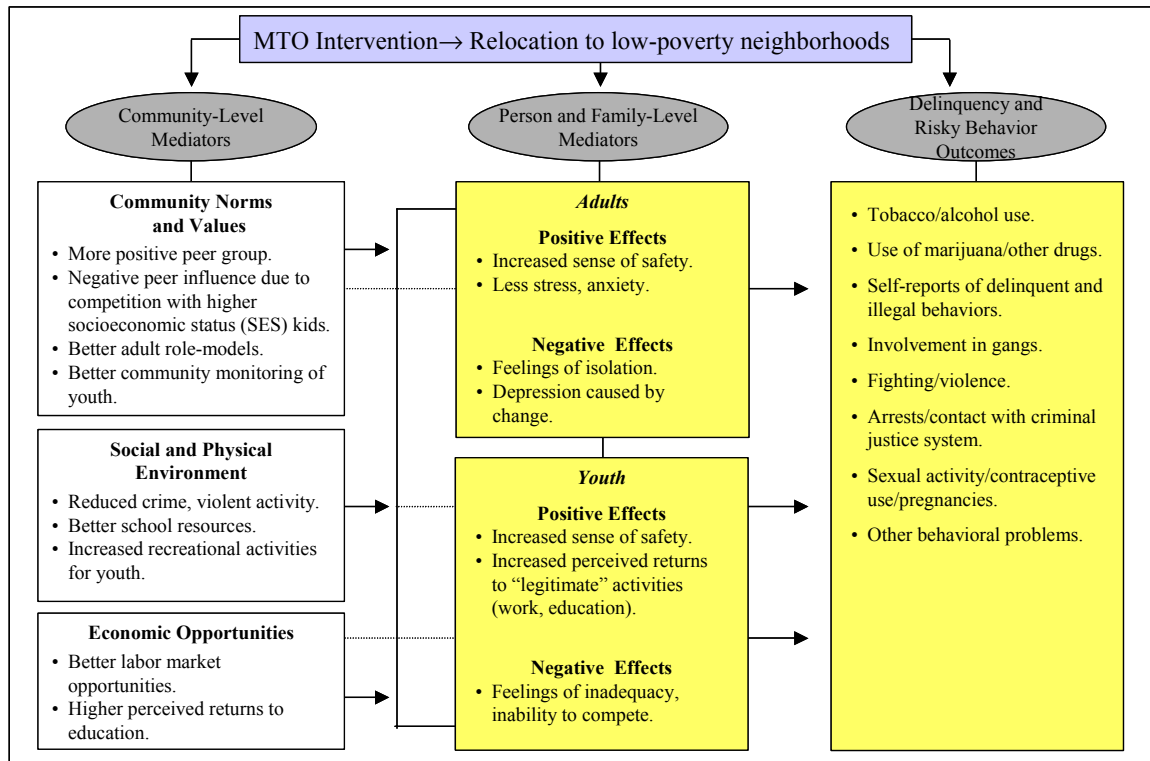 MTO Intervention→ Relocation to low-poverty neighborhoods
Community-Level
Mediators
Person and Family-Level
Mediators
Delinquency and
Risky Behavior
Outcomes
Community Norms
and Values
• More positive peer group.
• Negative peer influence due to
competition with higher
socioeconomic status (SES) kids.
• Better adult role-models.
• Better community monitoring of
youth.
Social and Physical
Environment
• Reduced crime, violent activity.
• Better school resources.
• Increased recreational activities
for youth.
Economic Opportunities
• Better labor market
opportunities.
• Higher perceived returns to
education.
Adults
Positive Effects
• Increased sense of safety.
• Less stress, anxiety.
Negative Effects
• Feelings of isolation.
• Depression caused by
change.
Youth
Positive Effects
• Increased sense of safety.
• Increased perceived returns
to “legitimate” activities
(work, education).
Negative Effects
• Feelings of inadequacy,
inability to compete.
• Tobacco/alcohol use.
• Use of marijuana/other drugs.
• Self-reports of delinquent and
illegal behaviors.
• Involvement in gangs.
• Fighting/violence.
• Arrests/contact with criminal
justice system.
• Sexual activity/contraceptive
use/pregnancies.
• Other behavioral problems.